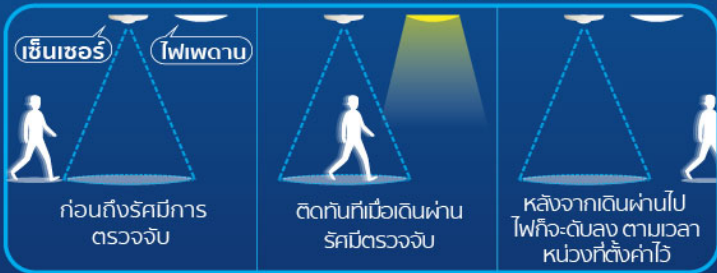 เซ็นเซอร์
ไฟเพดาน
ก่อนถึงรัศมีการ
ตรวจจับ
ติดทันทีเมื่อเดินผ่าน
รัศมีตรวจจับ
หลังจากเดินผ่านไป
ไฟก็จะดับลง ตามเวลา
หน่วงที่ตั้งค่าไว้